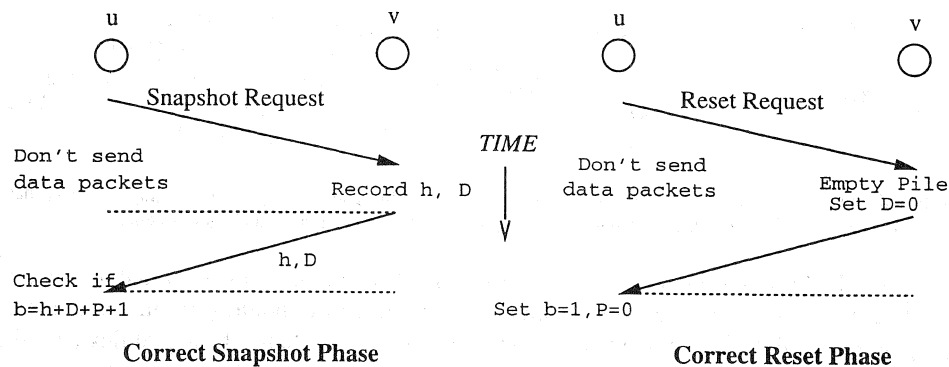 u
v
Snapshot Request
Don't send
data packets
Record h, D
h,D
Check if
b=h+D+P+1
Correct Snapshot Phase
TIME
u
v
Reset Request
Don't send
data packets
Empty Pile
Set D=0
Set b=1,P=0
Correct Reset Phase